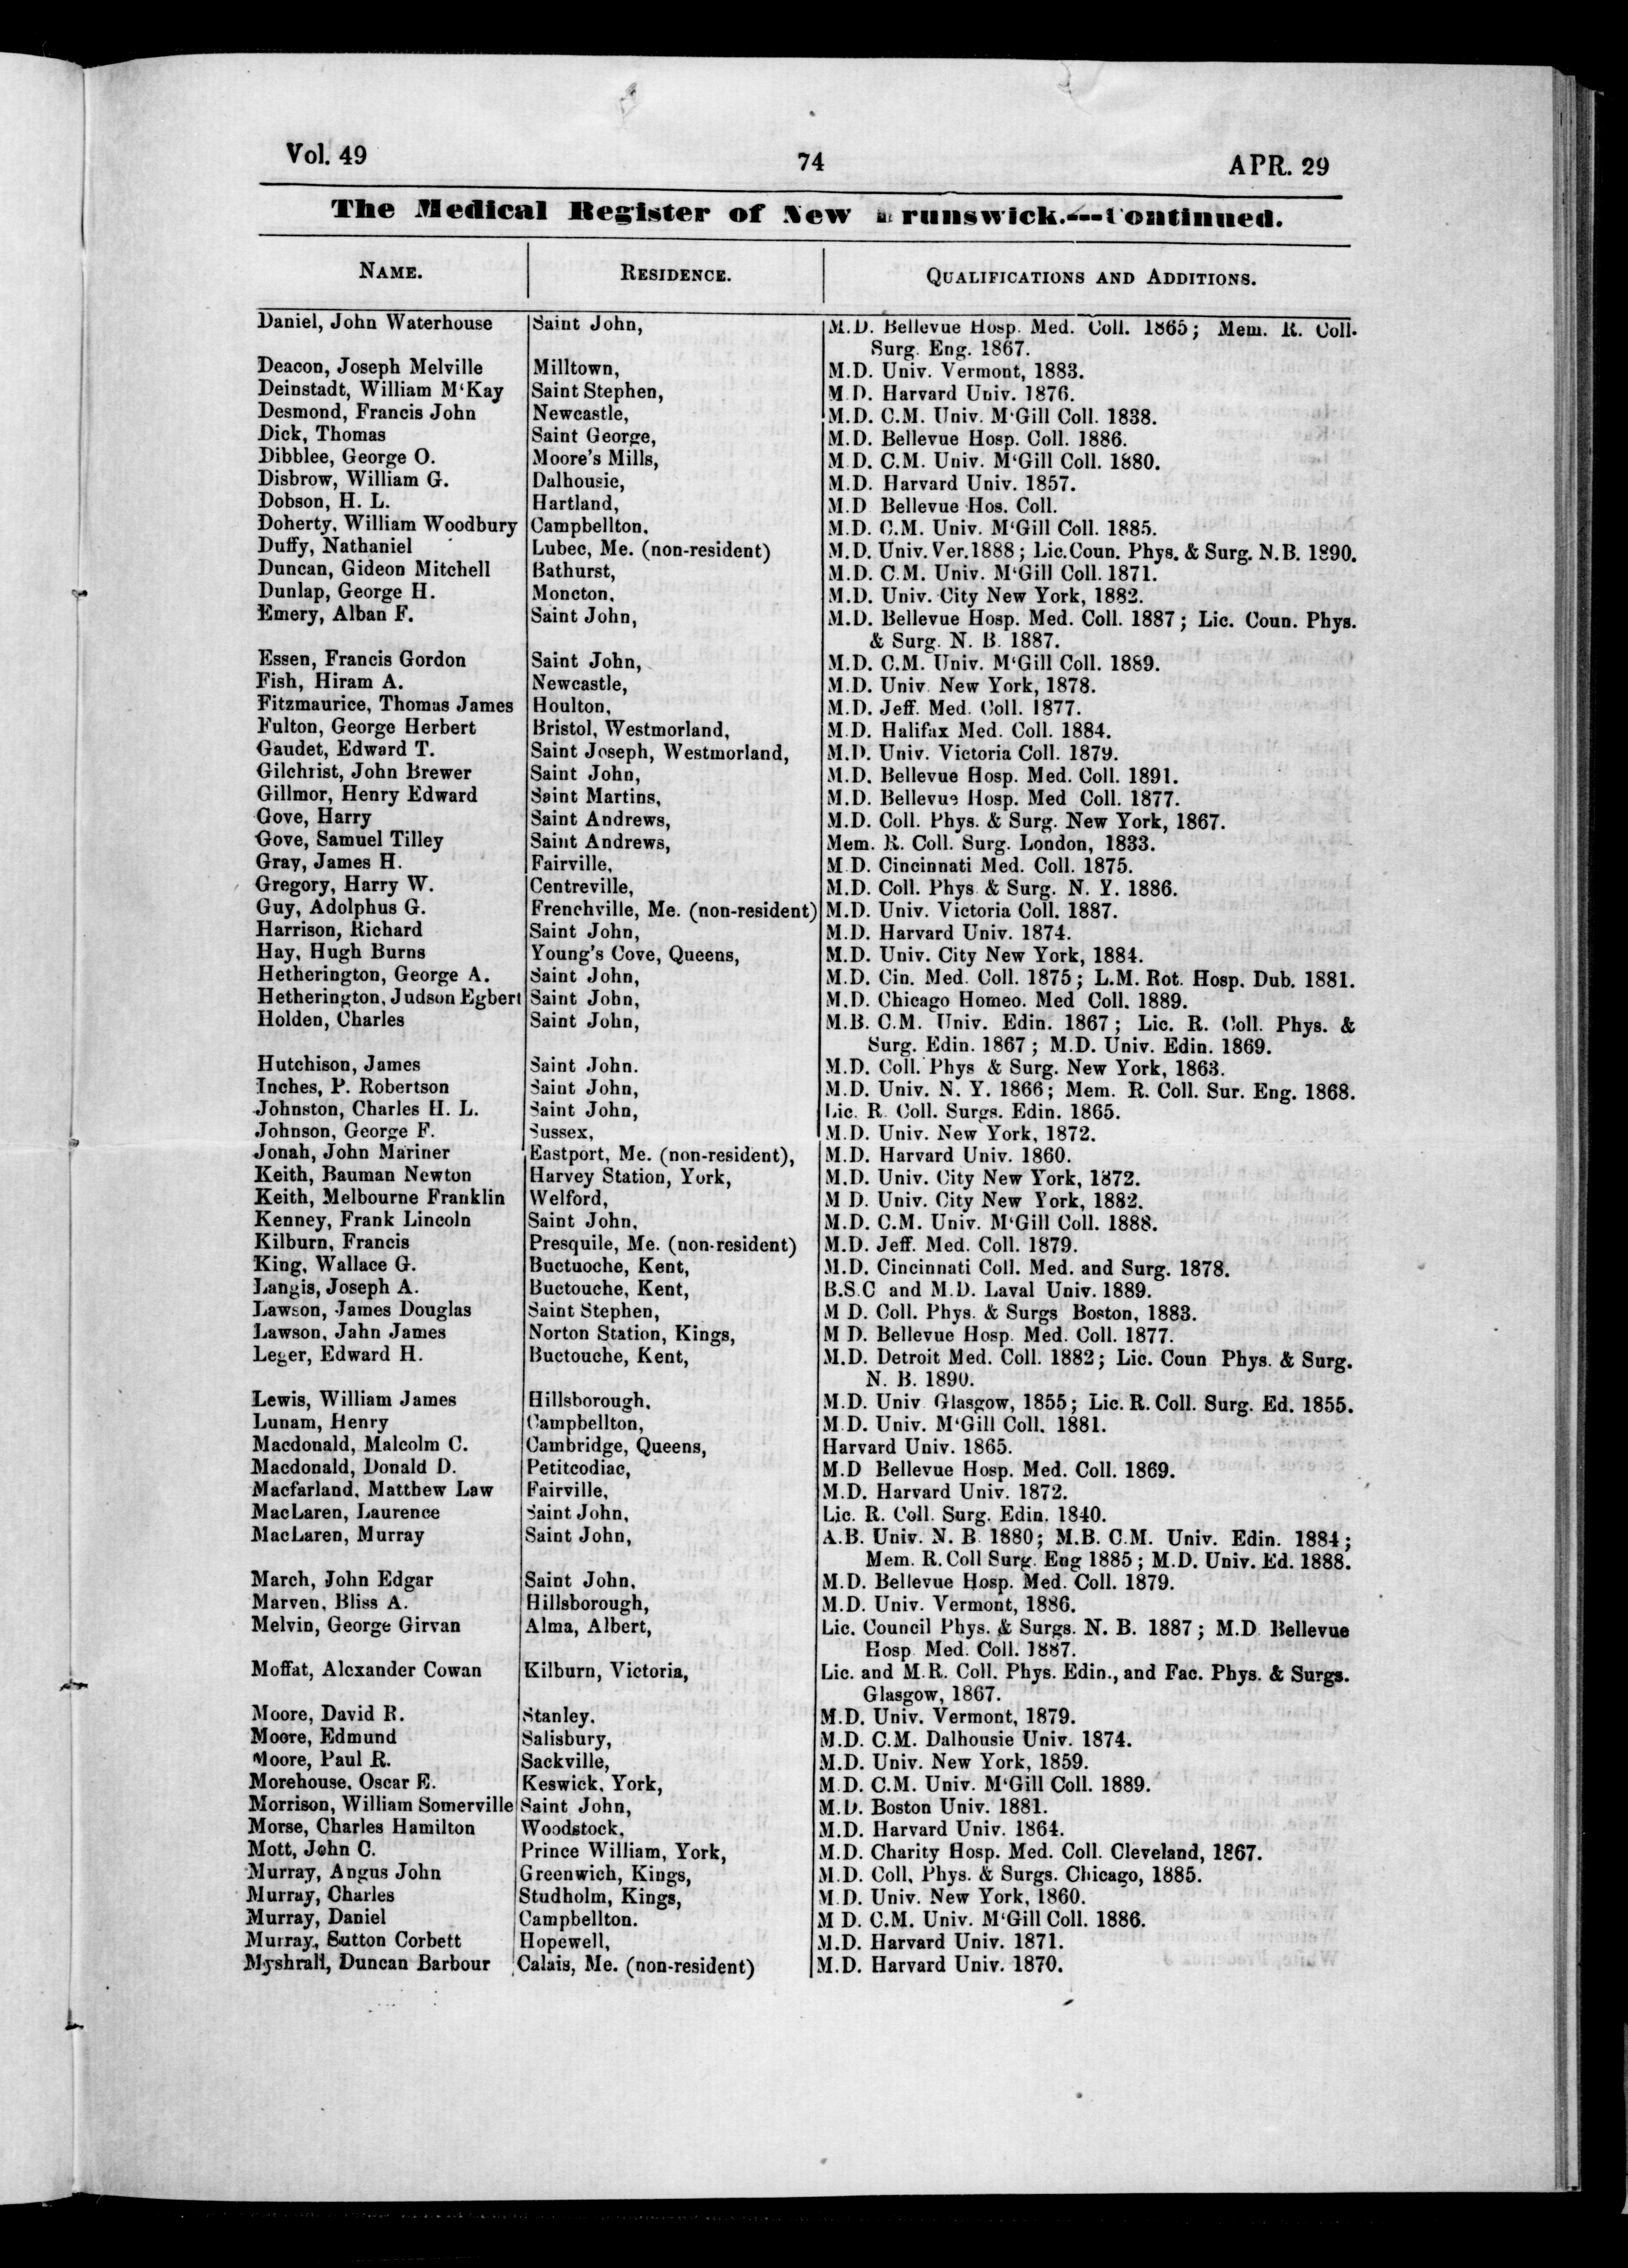 Vol. 49 74 APR. 29
The Medical Register of New Brunswick.---Continued.
NAME. RESIDENCE. QUALIFICATIONS AND ADDITIONS.
Daniel, John Waterhouse Saint John, M.D. Bellevue Hosp. Med. Coll. 1865; Mem. R. Coll.
Surg. Eng. 1867.
Deacon, Joseph Melville Milltown, M.D. Univ. Vermont, 1883.
Deinstadt, William M‘Kay Saint Stephen, M.D. Harvard Univ. 1876.
Desmond, Francis John Newcastle, M.D. C.M. Univ. M‘Gill Coll. 1838.
Dick, Thomas Saint George, M.D. Bellevue Hosp. Coll. 1886.
Dibblee, George O. Moore's Mills, M.D. C.M. Univ. M‘Gill Coll. 1880.
Disbrow, William G. Dalhousie, M.D. Harvard Univ. 1857.
Dobson, H. L. Hartland, M.D Bellevue Hos. Coll.
Doherty, William Woodbury Campbellton. M.D. C.M. Univ. M‘Gill Coll. 1885.
Duffy, Nathaniel Lubec, Me. (non-resident) M.D. Univ. Ver. 1888; Lic. Coun. Phys. & Surg. N.B. 1890.
Duncan, Gideon Mitchell Bathurst, M.D. C.M. Univ. M‘Gill Coll. 1871.
Dunlap, George H. Moncton, M.D. Univ. City New York, 1882.
Emery, Alban F. Saint John, M.D. Bellevue Hosp. Med. Coll. 1887; Lic. Coun. Phys.
& Surg. N. B. 1887.
Essen, Francis Gordon Saint John, M.D. C.M. Univ. M‘Gill Coll. 1889.
Fish, Hiram A. Newcastle, M.D. Univ. New York, 1878.
Fitzmaurice, Thomas James Houlton, M.D. Jeff. Med. Coll. 1877.
Fulton, George Herbert Bristol, Westmorland, M.D. Halifax Med. Coll. 1884.
Gaudet, Edward T. Saint Joseph, Westmorland, M.D. Univ. Victoria Coll. 1879.
Gilchrist, John Brewer Saint John, M.D. Bellevue Hosp. Med. Coll. 1891.
Gillmor, Henry Edward Saint Martins, M.D. Bellevue Hosp. Med Coll. 1877.
Gove, Harry Saint Andrews, M.D. Coll. Phys. & Surg. New York, 1867.
Gove, Samuel Tilley Saint Andrews, Mem. R. Coll. Surg. London, 1833.
Gray, James H. Fairville, M.D. Cincinnati Med. Coll. 1875.
Gregory, Harry W. Centreville, M.D. Coll. Phys. & Surg. N. Y. 1886.
Guy, Adolphus G. Frenchville, Me. (non-resident) M.D. Univ. Victoria Coll. 1887.
Harrison, Richard Saint John, M.D. Harvard Univ. 1874.
Hay, Hugh Burns Young's Cove, Queens, M.D. Univ. City New York, 1884.
Hetherington, George A. Saint John, M.D. Cin. Med. Coll. 1875; L.M. Rot. Hosp. Dub. 1881.
Hetherington, Judson Egbert Saint John, M.D. Chicago Homeo. Med Coll. 1889.
Holden, Charles Saint John, M.B. C.M. Univ. Edin. 1867; Lic. R. Coll. Phys. &
Surg. Edin. 1867; M.D. Univ. Edin. 1869.
Hutchison, James Saint John. M.D. Coll. Phys & Surg. New York, 1863.
Inches, P. Robertson Saint John, M.D. Univ. N. Y. 1866; Mem. R. Coll. Sur. Eng. 1868.
Johnston, Charles H. L. Saint John, Lic. R. Coll. Surgs. Edin. 1865.
Johnson, George F. Sussex, M.D. Univ. New York, 1872.
Jonah, John Mariner Eastport, Me. (non-resident), M.D. Harvard Univ. 1860.
Keith, Bauman Newton Harvey Station, York, M.D. Univ. City New York, 1872.
Keith, Melbourne Franklin Welford, M D. Univ. City New York, 1882.
Kenney, Frank Lincoln Saint John, M.D. C.M. Univ. M‘Gill Coll. 1888.
Kilburn, Francis Presquile, Me. (non-resident) M.D. Jeff. Med. Coll. 1879.
King, Wallace G. Buctuoche, Kent, M.D. Cincinnati Coll. Med. and Surg. 1878.
Langis, Joseph A. Buctouche, Kent, B.S.C and M.D. Laval Univ. 1889.
Lawson, James Douglas Saint Stephen, M D. Coll. Phys. & Surgs Boston, 1883.
Lawson, Jahn James Norton Station, Kings, M D. Bellevue Hosp. Med. Coll. 1877.
Leger, Edward H. Buctouche, Kent, M.D. Detroit Med. Coll. 1882; Lic. Coun Phys. & Surg.
N. B. 1890.
Lewis, William James Hillsborough, M.D. Univ Glasgow, 1855; Lic. R. Coll. Surg. Ed. 1855.
Lunam, Henry Campbellton, M.D. Univ. M‘Gill Coll. 1881.
Macdonald, Malcolm C. Cambridge, Queens, Harvard Univ. 1865.
Macdonald, Donald D. Petitcodiac, M.D Bellevue Hosp. Med. Coll. 1869.
Macfarland, Matthew Law Fairville, M.D. Harvard Univ. 1872.
MacLaren, Laurence Saint John, Lic. R. Coll. Surg. Edin. 1840.
MacLaren, Murray Saint John, A.B. Univ. N. B. 1880; M.B. C.M. Univ. Edin. 1884;
Mem. R. Coll Surg. Eng 1885; M.D. Univ. Ed. 1888.
March, John Edgar Saint John, M.D. Bellevue Hosp. Med. Coll. 1879.
Marven, Bliss A. Hillsborough, M.D. Univ. Vermont, 1886.
Melvin, George Girvan Alma, Albert, Lic. Council Phys. & Surgs. N. B. 1887; M.D. Bellevue
Hosp. Med. Coll. 1887.
Moffat, Alexander Cowan Kilburn, Victoria, Lic. and M.R. Coll. Phys. Edin., and Fac. Phys. & Surgs.
Glasgow, 1867.
Moore, David R. Stanley. M.D. Univ. Vermont, 1879.
Moore, Edmund Salisbury, M.D. C.M. Dalhousie Univ. 1874.
Moore, Paul R. Sackville, M.D. Univ. New York, 1859.
Morehouse, Oscar E. Keswick, York, M.D. C.M. Univ. M‘Gill Coll. 1889.
Morrison, William Somerville Saint John, M.D. Boston Univ. 1881.
Morse, Charles Hamilton Woodstock, M.D. Harvard Univ. 1864.
Mott, John C. Prince William, York, M.D. Charity Hosp. Med. Coll. Cleveland, 1867.
Murray, Angus John Greenwich, Kings, M.D. Coll, Phys. & Surgs. Chicago, 1885.
Murray, Charles Studholm, Kings, M.D. Univ. New York, 1860.
Murray, Daniel Campbellton. M D. C.M. Univ. M‘Gill Coll. 1886.
Murray, Sutton Corbett Hopewell, M.D. Harvard Univ. 1871.
Myshrall, Duncan Barbour Calais, Me. (non-resident) M.D. Harvard Univ. 1870.